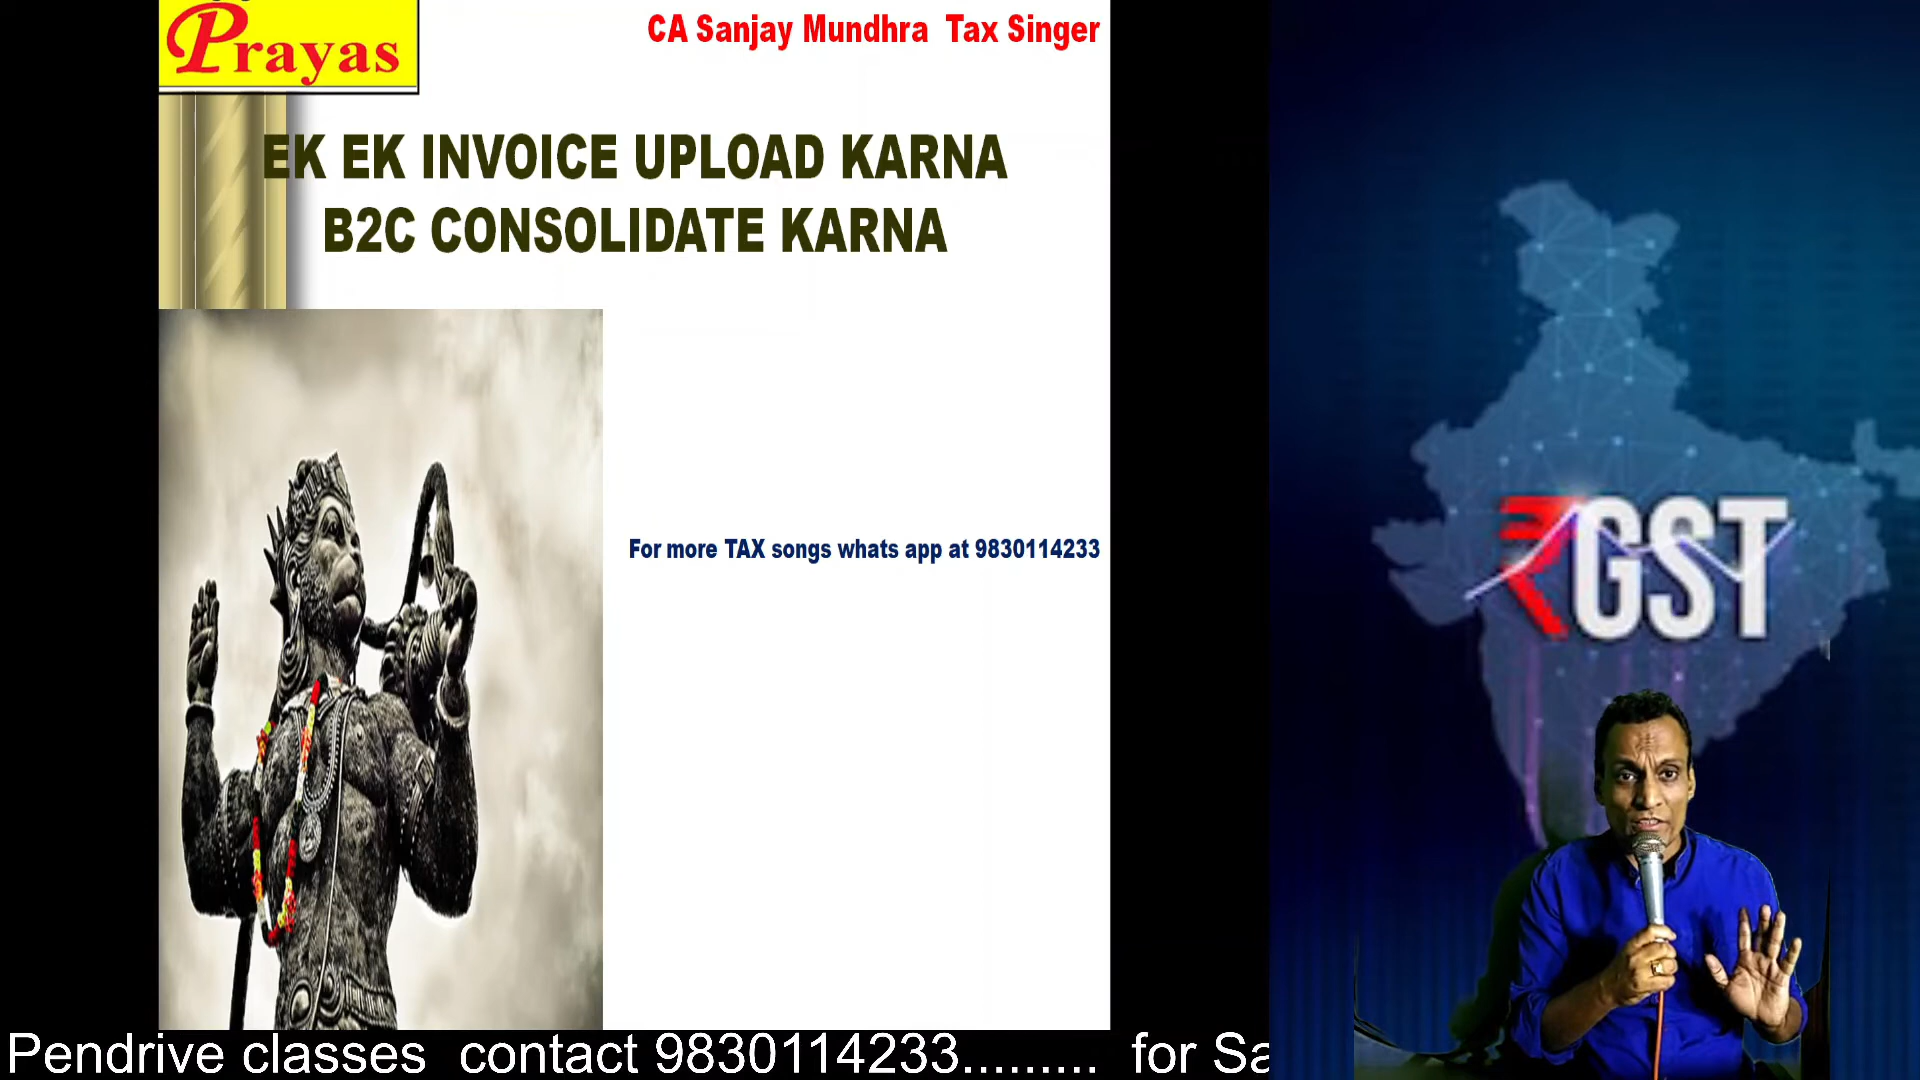 Prayas
CA Sanjay Mundhra Tax Singer
EK EK INVOICE UPLOAD KARNA
B2C CONSOLIDATE KARNA
For more TAX songs whats app at 9830114233
₹GST
Pendrive classes contact 9830114233......... for Sa